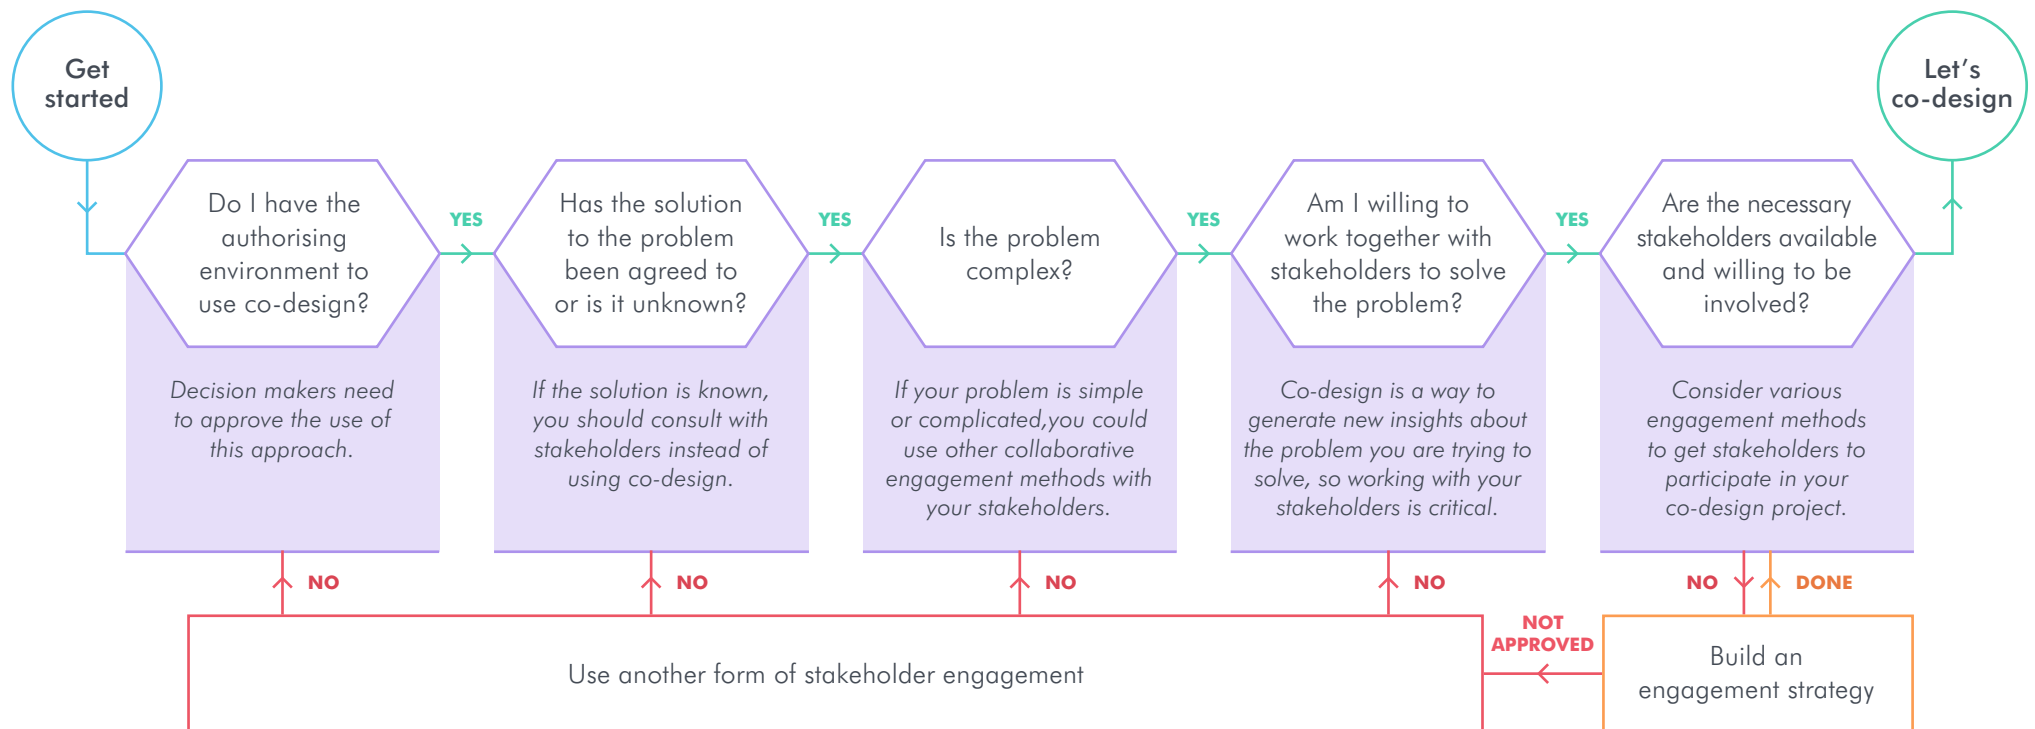 Get
started
Let's
co-design
Do I have the
authorising
environment to
use co-design?
YES
Has the solution
to the problem
been agreed to
or is it unknown?
YES
Is the problem
complex?
YES
Am I willing to
work together with
stakeholders to solve
the problem?
YES
Are the necessary
stakeholders available
and willing to be
involved?
Decision makers need
to approve the use of
this approach.
If the solution is known,
you should consult with
stakeholders instead of
using co-design.
If your problem is simple
or complicated,you could
use other collaborative
engagement methods with
your stakeholders.
Co-design is a way to
generate new insights about
the problem you are trying to
solve, so working with your
stakeholders is critical.
Consider various
engagement methods
to get stakeholders to
participate in your
co-design project.
NO
NO
NO
NO
NO
DONE
Use another form of stakeholder engagement
NOT
APPROVED
Build an
engagement strategy